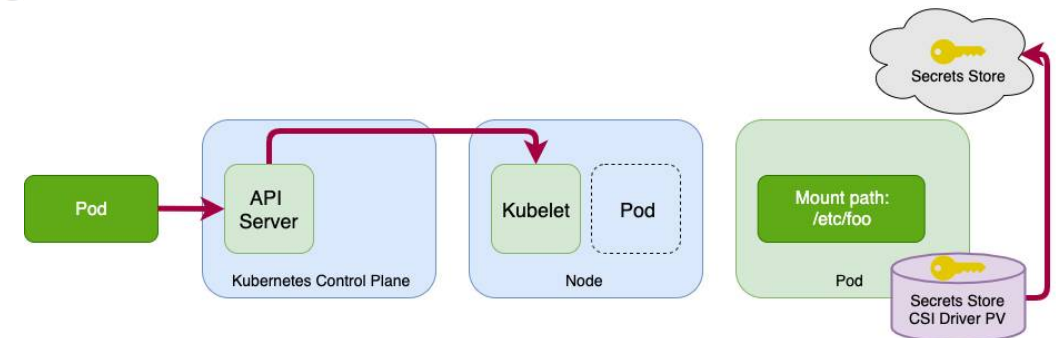 Secrets Store
Pod
API
Server
Kubelet
Pod
Mount path:
/etc/foo
Kubernetes Control Plane
Node
Pod
Secrets Store
CSI Driver PV